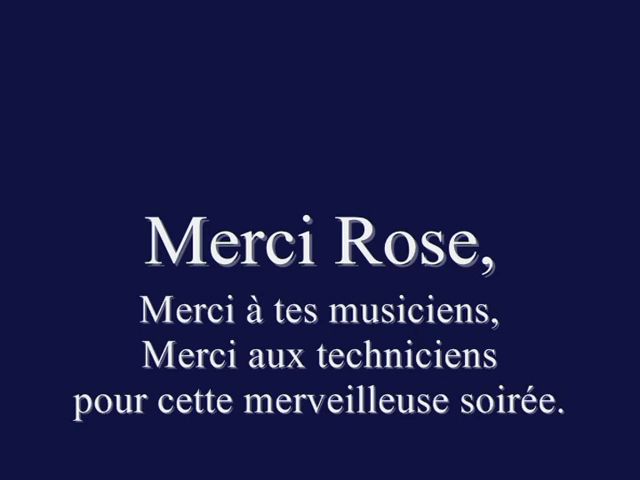 Merci Rose,
Merci à tes musiciens,
Merci aux techniciens
pour cette merveilleuse soirée.